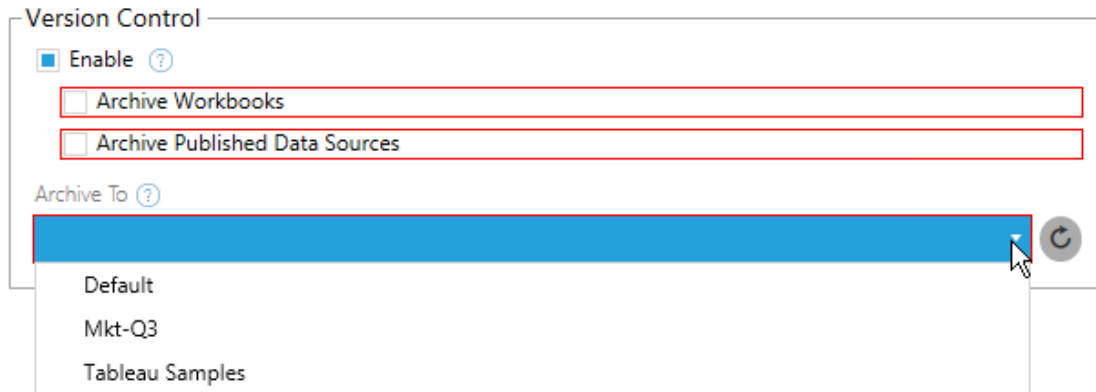 Version Control
Enable ?
Archive Workbooks
Archive Published Data Sources
Archive To ?
Default
Mkt-Q3
Tableau Samples